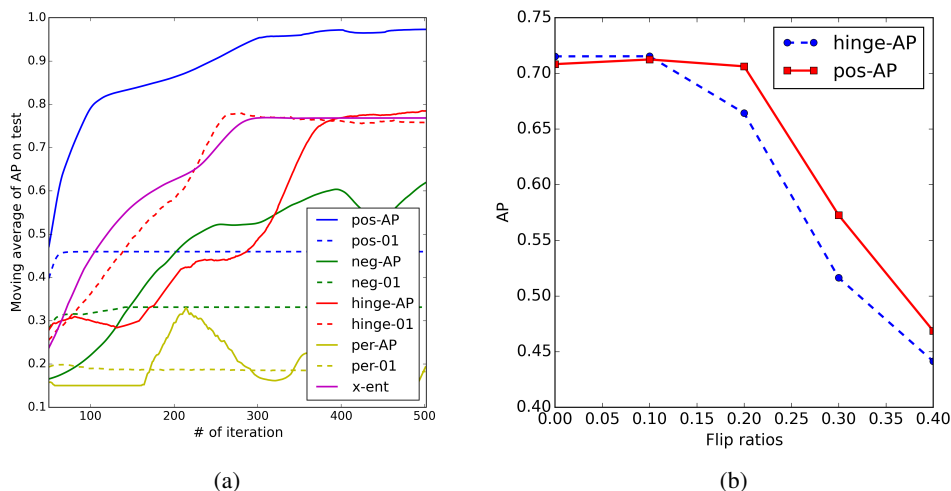 1.0
0.9
0.8
0.7
0.6
0.5
0.4
0.3
0.2
0.1
Moving average of AP on test
100 200 300 400 500
# of iteration
pos-AP
pos-01
neg-AP
neg-01
hinge-AP
hinge-01
per-AP
per-01
x-ent
(a)
0.75
0.70
0.65
0.60
0.55
0.50
0.45
0.40
AP
0.00 0.05 0.10 0.15 0.20 0.25 0.30 0.35 0.40
Flip ratios
hinge-AP
pos-AP
(b)